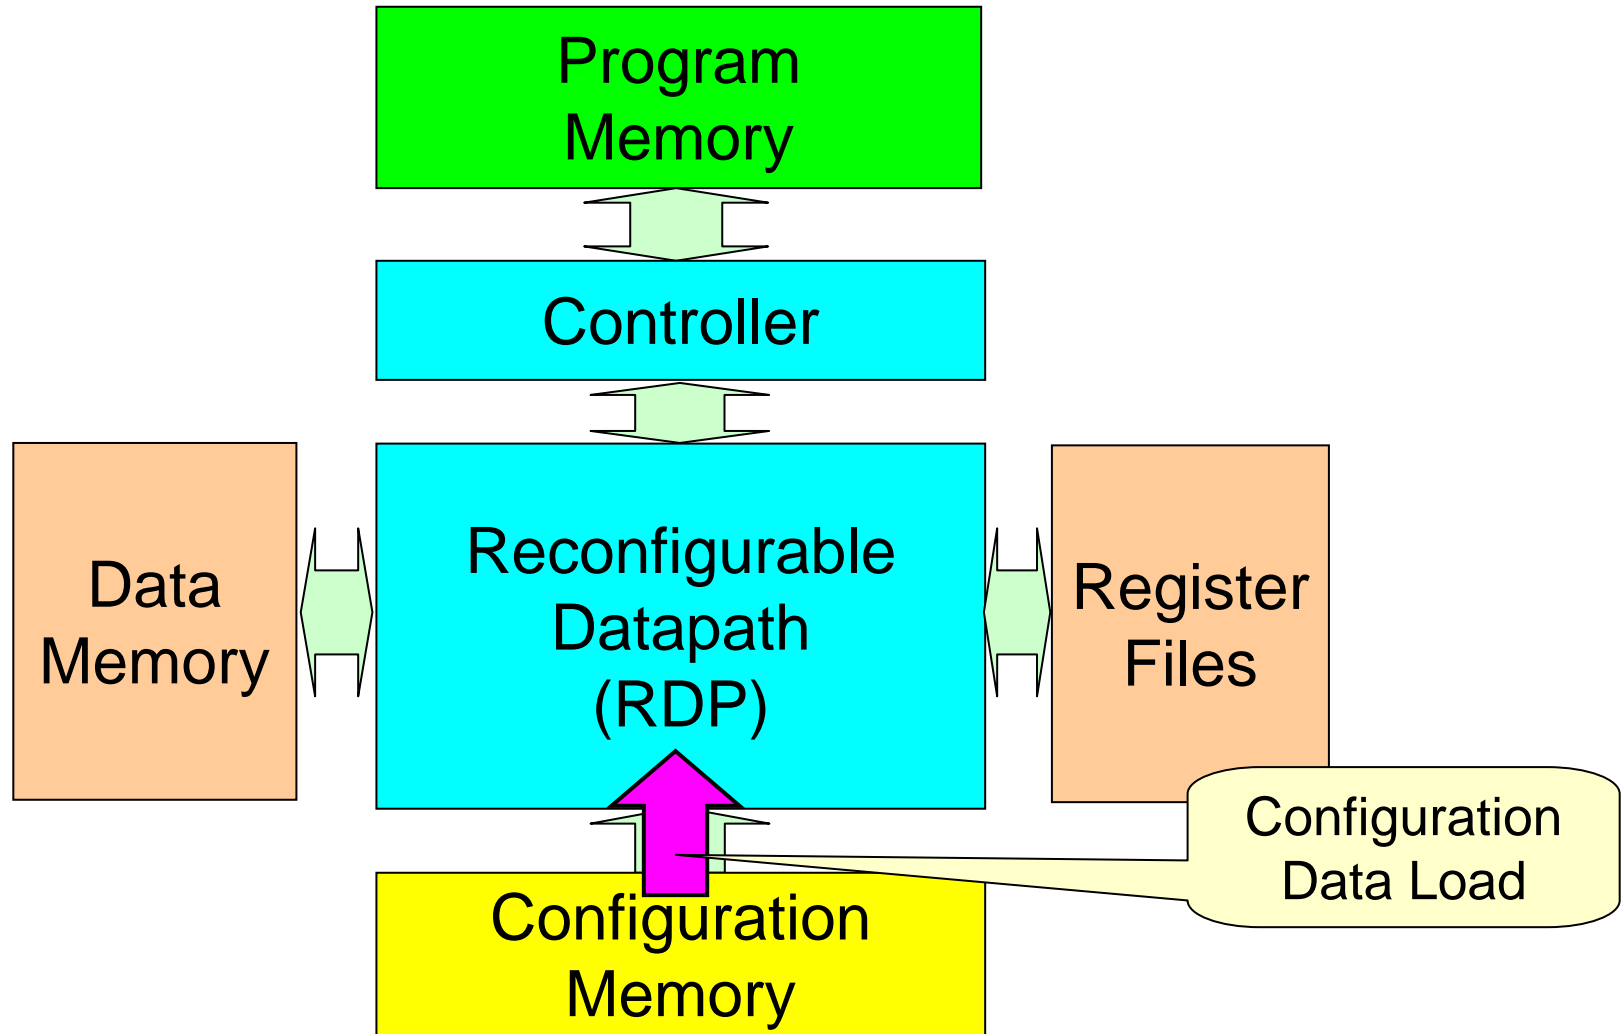 Program
Memory
Controller
Data
Memory
Reconfigurable
Datapath
(RDP)
Register
Files
Configuration
Data Load
Configuration
Memory